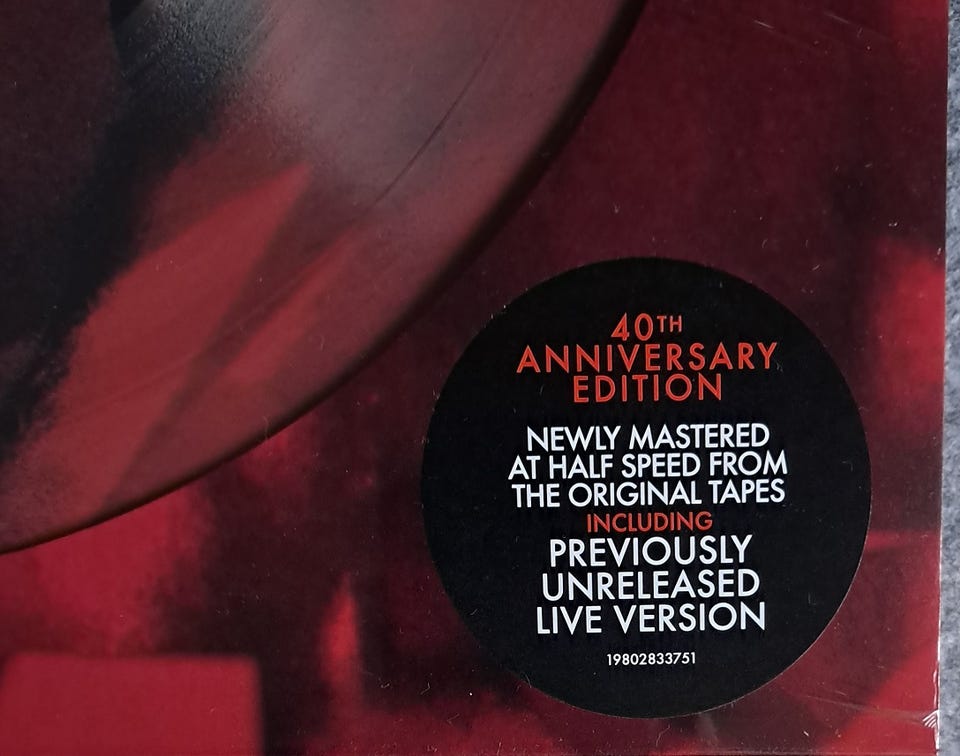 40TH
ANNIVERSARY
EDITION
NEWLY MASTERED
AT HALF SPEED FROM
THE ORIGINAL TAPES
INCLUDING
PREVIOUSLY
UNRELEASED
LIVE VERSION
19802833751